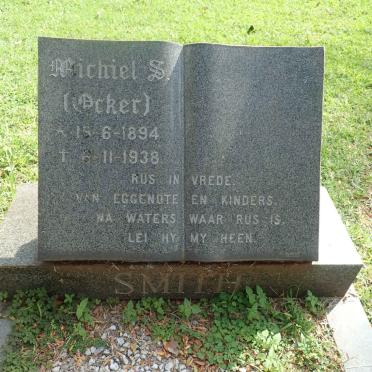 Michiel S.
(Ocker)
* 15-6-1894
† 6-11-1938
RUS IN VREDE.
VAN EGGENOTE EN KINDERS.
NA WATERS WAAR RUS IS.
LEI HY MY HEEN.
SMITH